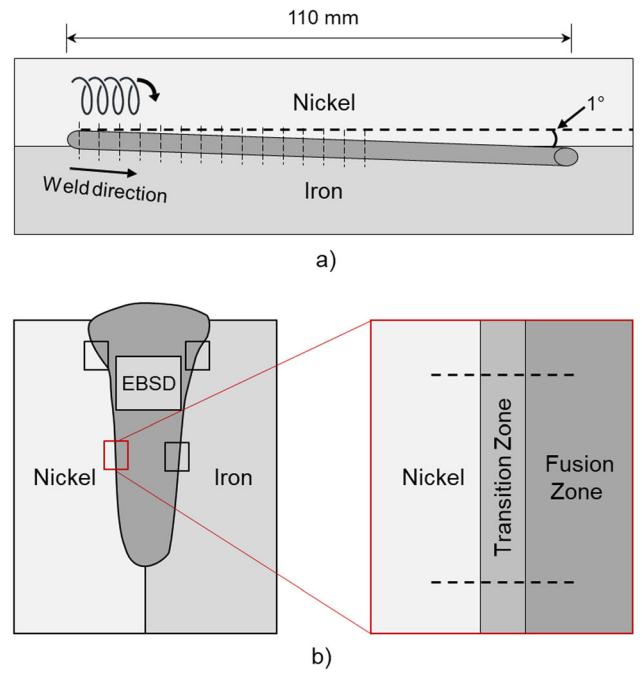 110 mm
Nickel
1°
Weld direction
Iron
a)
EBSD
Nickel
Iron
Nickel
Transition Zone
Fusion
Zone
b)